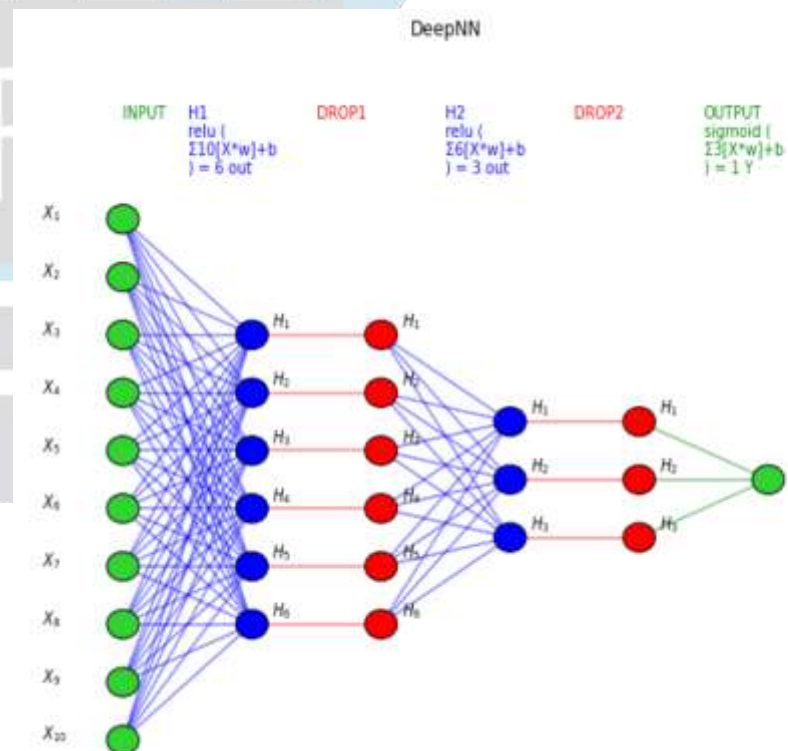 DeepNN
INPUT
H1
relu (
Σ10[X*w]+b
) = 6 out
DROP1
H2
relu (
Σ6[X*w]+b
) = 3 out
DROP2
OUTPUT
sigmoid (
Σ3[X*w]+b
) = 1 Y
X₁
X₂
X₃
X₄
X₅
X₆
X₇
X₈
X₉
X₁₀
H₁
H₂
H₃
H₄
H₅
H₆
H₁
H₂
H₃
H₄
H₅
H₆
H₁
H₂
H₃
H₁
H₂
H₃